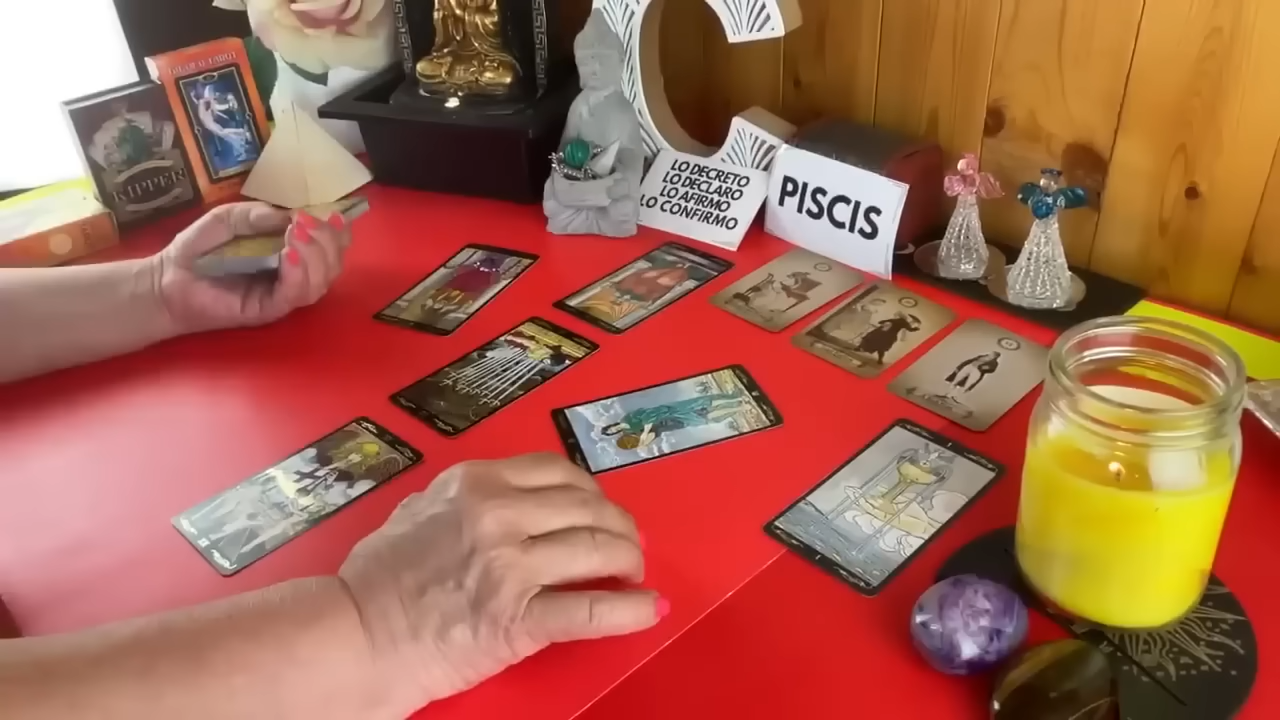 KIPPER
LO DECRETO
LO DECLARO
LO AFIRMO
LO CONFIRMO
PISCIS
C